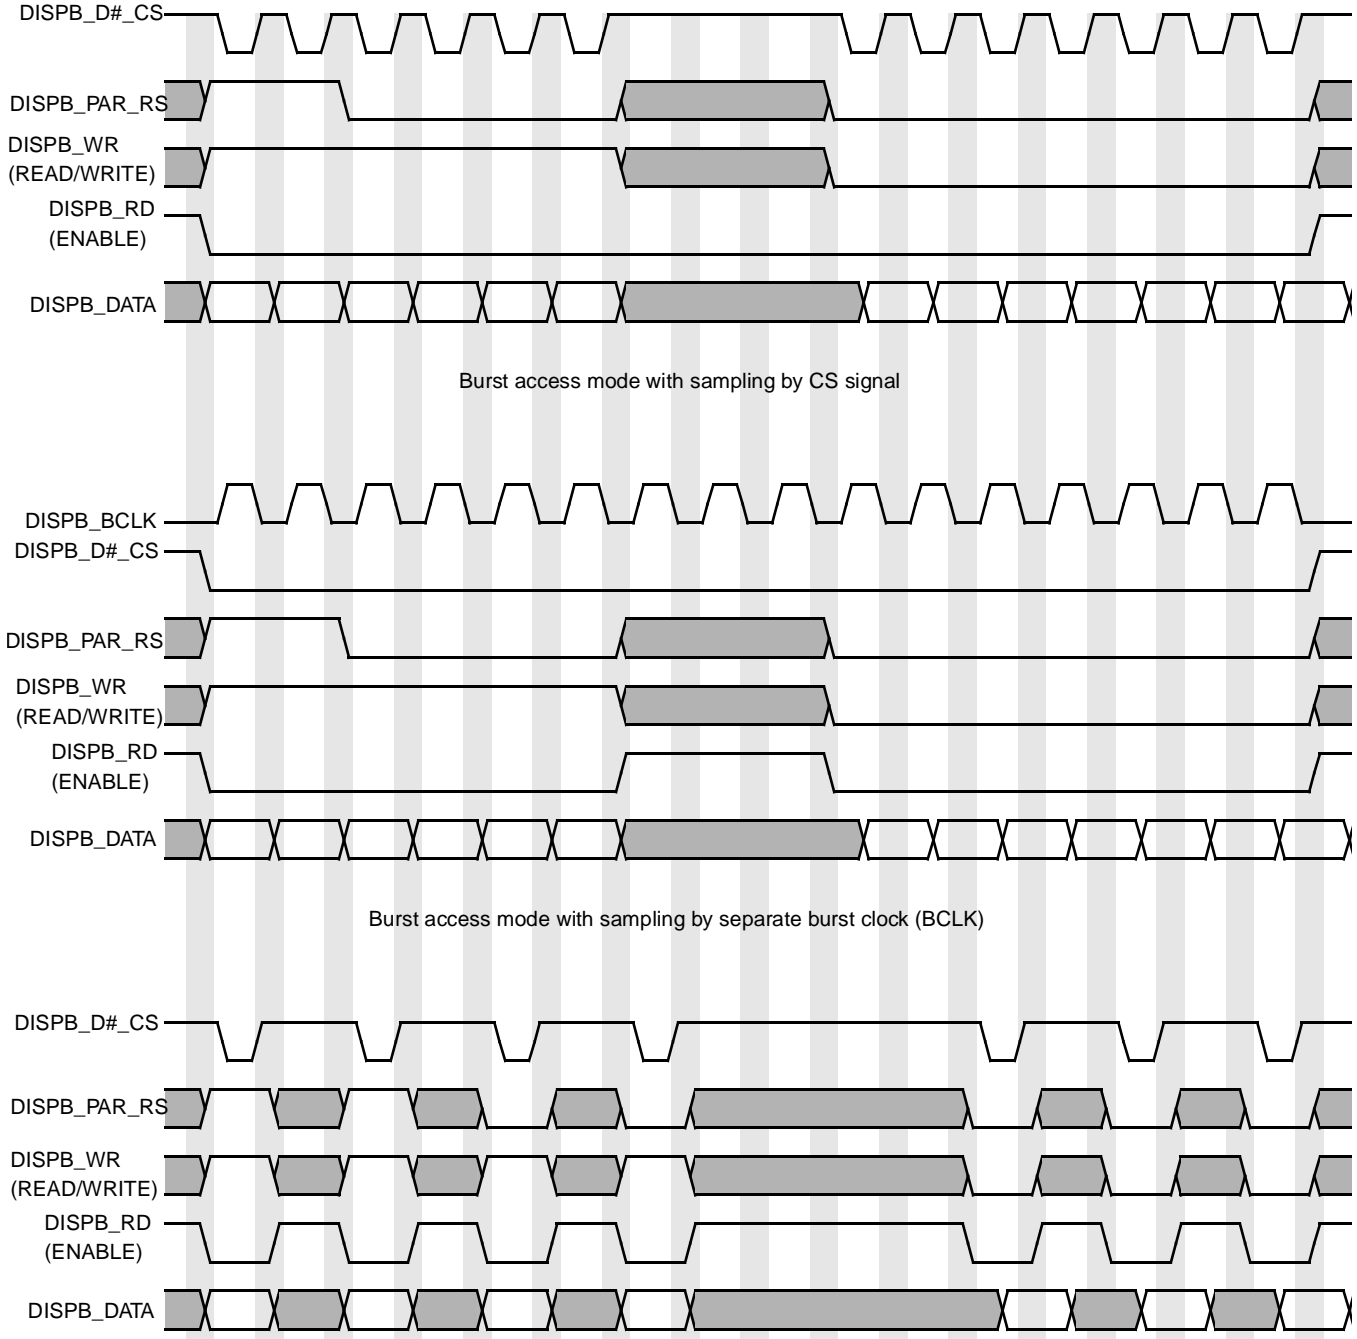 DISPB_D#_CS
DISPB_PAR_RS
DISPB_WR
(READ/WRITE)
DISPB_RD
(ENABLE)
DISPB_DATA
Burst access mode with sampling by CS signal
DISPB_BCLK
DISPB_D#_CS
DISPB_PAR_RS
DISPB_WR
(READ/WRITE)
DISPB_RD
(ENABLE)
DISPB_DATA
Burst access mode with sampling by separate burst clock (BCLK)
DISPB_D#_CS
DISPB_PAR_RS
DISPB_WR
(READ/WRITE)
DISPB_RD
(ENABLE)
DISPB_DATA